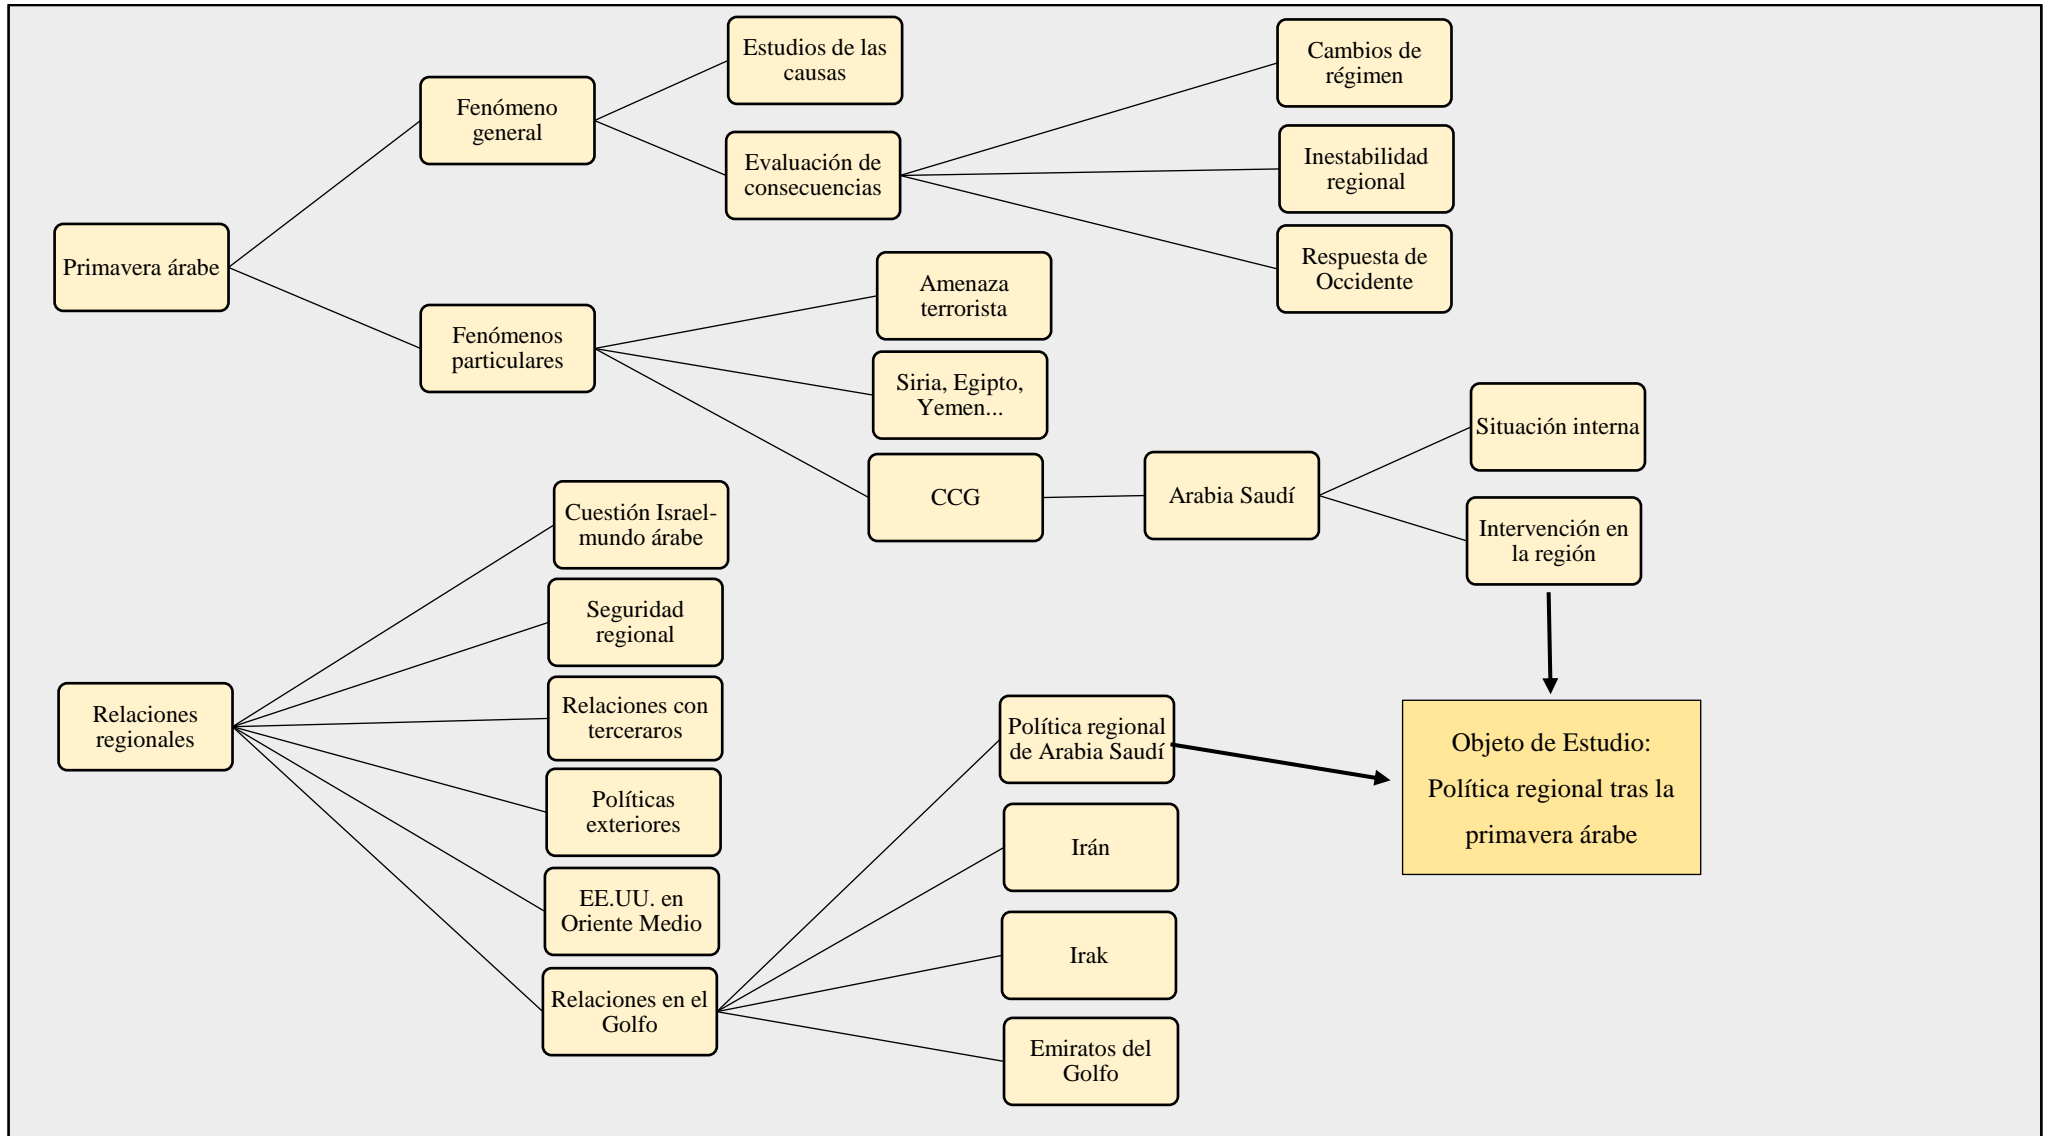 Estudios de las
causas
Cambios de
régimen
Fenómeno
general
Evaluación de
consecuencias
Inestabilidad
regional
Respuesta de
Occidente
Primavera árabe
Amenaza
terrorista
Fenómenos
particulares
Siria, Egipto,
Yemen...
Situación interna
CCG
Arabia Saudí
Intervención en
la región
Cuestión Israel-
mundo árabe
Seguridad
regional
Relaciones
regionales
Relaciones con
terceraros
Políticas
exteriores
EE.UU. en
Oriente Medio
Relaciones en el
Golfo
Política regional
de Arabia Saudí
Irán
Irak
Emiratos del
Golfo
Objeto de Estudio:
Política regional tras la
primavera árabe